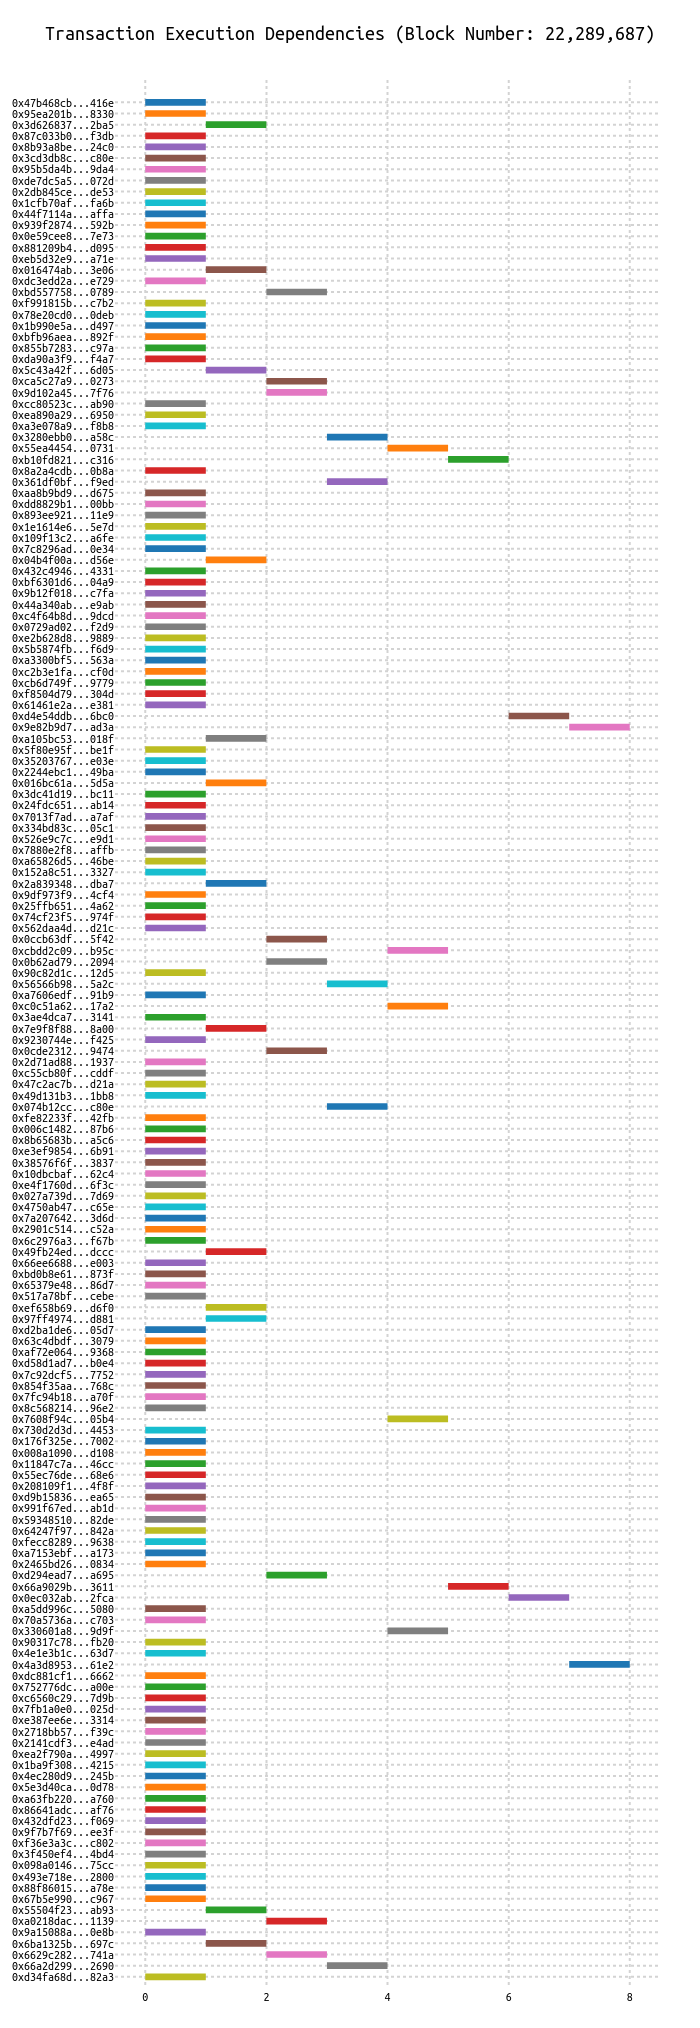 Transaction Execution Dependencies (Block Number: 22,289,687)
0x47b468cb...416e
0x95ea201b...8330
0x3d626837...2ba5
0x87c033b0...f3db
0x8b93a8be...24c0
0x3cd3db8c...c80e
0x95b5da4b...9da4
0xde7dc5a5...072d
0x2db845ce...de53
0x1cfb70af...fa6b
0x44f7114a...affa
0x939f2874...592b
0x0e59cee8...7e73
0x881209b4...d095
0xeb5d32e9...a71e
0x016474ab...3e06
0xdc3edd2a...e729
0xbd557758...0789
0xf991815b...c7b2
0x78e20cd0...0deb
0x1b990e5a...d497
0xbfb96aea...892f
0x855b7283...c97a
0xda90a3f9...f4a7
0x5c43a42f...6d05
0xca5c27a9...0273
0x9d102a45...7f76
0xcc80523c...ab90
0xea890a29...6950
0xa3e078a9...f8b8
0x3280ebb0...a58c
0x55ea4454...0731
0xb10fd821...c316
0x8a2a4cdb...0b8a
0x361df0bf...f9ed
0xaa8b9bd9...d675
0xdd8829b1...00bb
0x893ee921...11e9
0x1e1614e6...5e7d
0x109f13c2...a6fe
0x7c8296ad...0e34
0x04b4f00a...d56e
0x432c4946...4331
0xbf6301d6...04a9
0x9b12f018...c7fa
0x44a340ab...e9ab
0xc4f64b8d...9dcd
0x0729ad02...f2d9
0xe2b628d8...9889
0x5b5874fb...f6d9
0xa3300bf5...563a
0xc2b3e1fa...cf0d
0xcb6d749f...9779
0xf8504d79...304d
0x61461e2a...e381
0xd4e54ddb...6bc0
0x9e82b9d7...ad3a
0xa105bc53...018f
0x5f80e95f...be1f
0x35203767...e03e
0x2244ebc1...49ba
0x016bc61a...5d5a
0x3dc41d19...bc11
0x24fdc651...ab14
0x7013f7ad...a7af
0x334bd83c...05c1
0x526e9c7c...e9d1
0x7880e2f8...affb
0xa65826d5...46be
0x152a8c51...3327
0x2a839348...dba7
0x9df973f9...4cf4
0x25ffb651...4a62
0x74cf23f5...974f
0x562daa4d...d21c
0x0ccb63df...5f42
0xcbdd2c09...b95c
0x0b62ad79...2094
0x90c82d1c...12d5
0x56566b98...5a2c
0xa7606edf...91b9
0xc0c51a62...17a2
0x3ae4dca7...3141
0x7e9f8f88...8a00
0x9230744e...f425
0x0cde2312...9474
0x2d71ad88...1937
0xc55cb80f...cddf
0x47c2ac7b...d21a
0x49d131b3...1bb8
0x074b12cc...c80e
0xfe82233f...42fb
0x006c1482...87b6
0x8b65683b...a5c6
0xe3ef9854...6b91
0x38576f6f...3837
0x10dbcbaf...62c4
0xe4f1760d...6f3c
0x027a739d...7d69
0x4750ab47...c65e
0x7a207642...3d6d
0x2901c514...c52a
0x6c2976a3...f67b
0x49fb24ed...dccc
0x66ee6688...e003
0xbd0b8e61...873f
0x65379e48...86d7
0x517a78bf...cebe
0xef658b69...d6f0
0x97ff4974...d881
0xd2ba1de6...05d7
0x63c4dbdf...3079
0xaf72e064...9368
0xd58d1ad7...b0e4
0x7c92dcf5...7752
0x854f35aa...768c
0x7fc94b18...a70f
0x8c568214...96e2
0x7608f94c...05b4
0x730d2d3d...4453
0x176f325e...7002
0x008a1090...d108
0x11847c7a...46cc
0x55ec76de...68e6
0x208109f1...4f8f
0xd9b15836...ea65
0x991f67ed...ab1d
0x59348510...82de
0x64247f97...842a
0xfecc8289...9638
0xa7153ebf...a173
0x2465bd26...0834
0xd294ead7...a695
0x66a9029b...3611
0x0ec032ab...2fca
0xa5dd996c...5080
0x70a5736a...c703
0x330601a8...9d9f
0x90317c78...fb20
0x4e1e3b1c...63d7
0x4a3d8953...61e2
0xdc881cf1...6662
0x752776dc...a00e
0xc6560c29...7d9b
0x7fb1a0e0...025d
0xe387ee6e...3314
0x2718bb57...f39c
0x2141cdf3...e4ad
0xea2f790a...4997
0x1ba9f308...4215
0x4ec280d9...245b
0x5e3d40ca...0d78
0xa63fb220...a760
0x86641adc...af76
0x432dfd23...f069
0x9f7b7f69...ee3f
0xf36e3a3c...c802
0x3f450ef4...4bd4
0x098a0146...75cc
0x493e718e...2800
0x88f86015...a78e
0x67b5e990...c967
0x55504f23...ab93
0xa0218dac...1139
0x9a15088a...0e8b
0x6ba1325b...697c
0x6629c282...741a
0x66a2d299...2690
0xd34fa68d...82a3
0 2 4 6 8